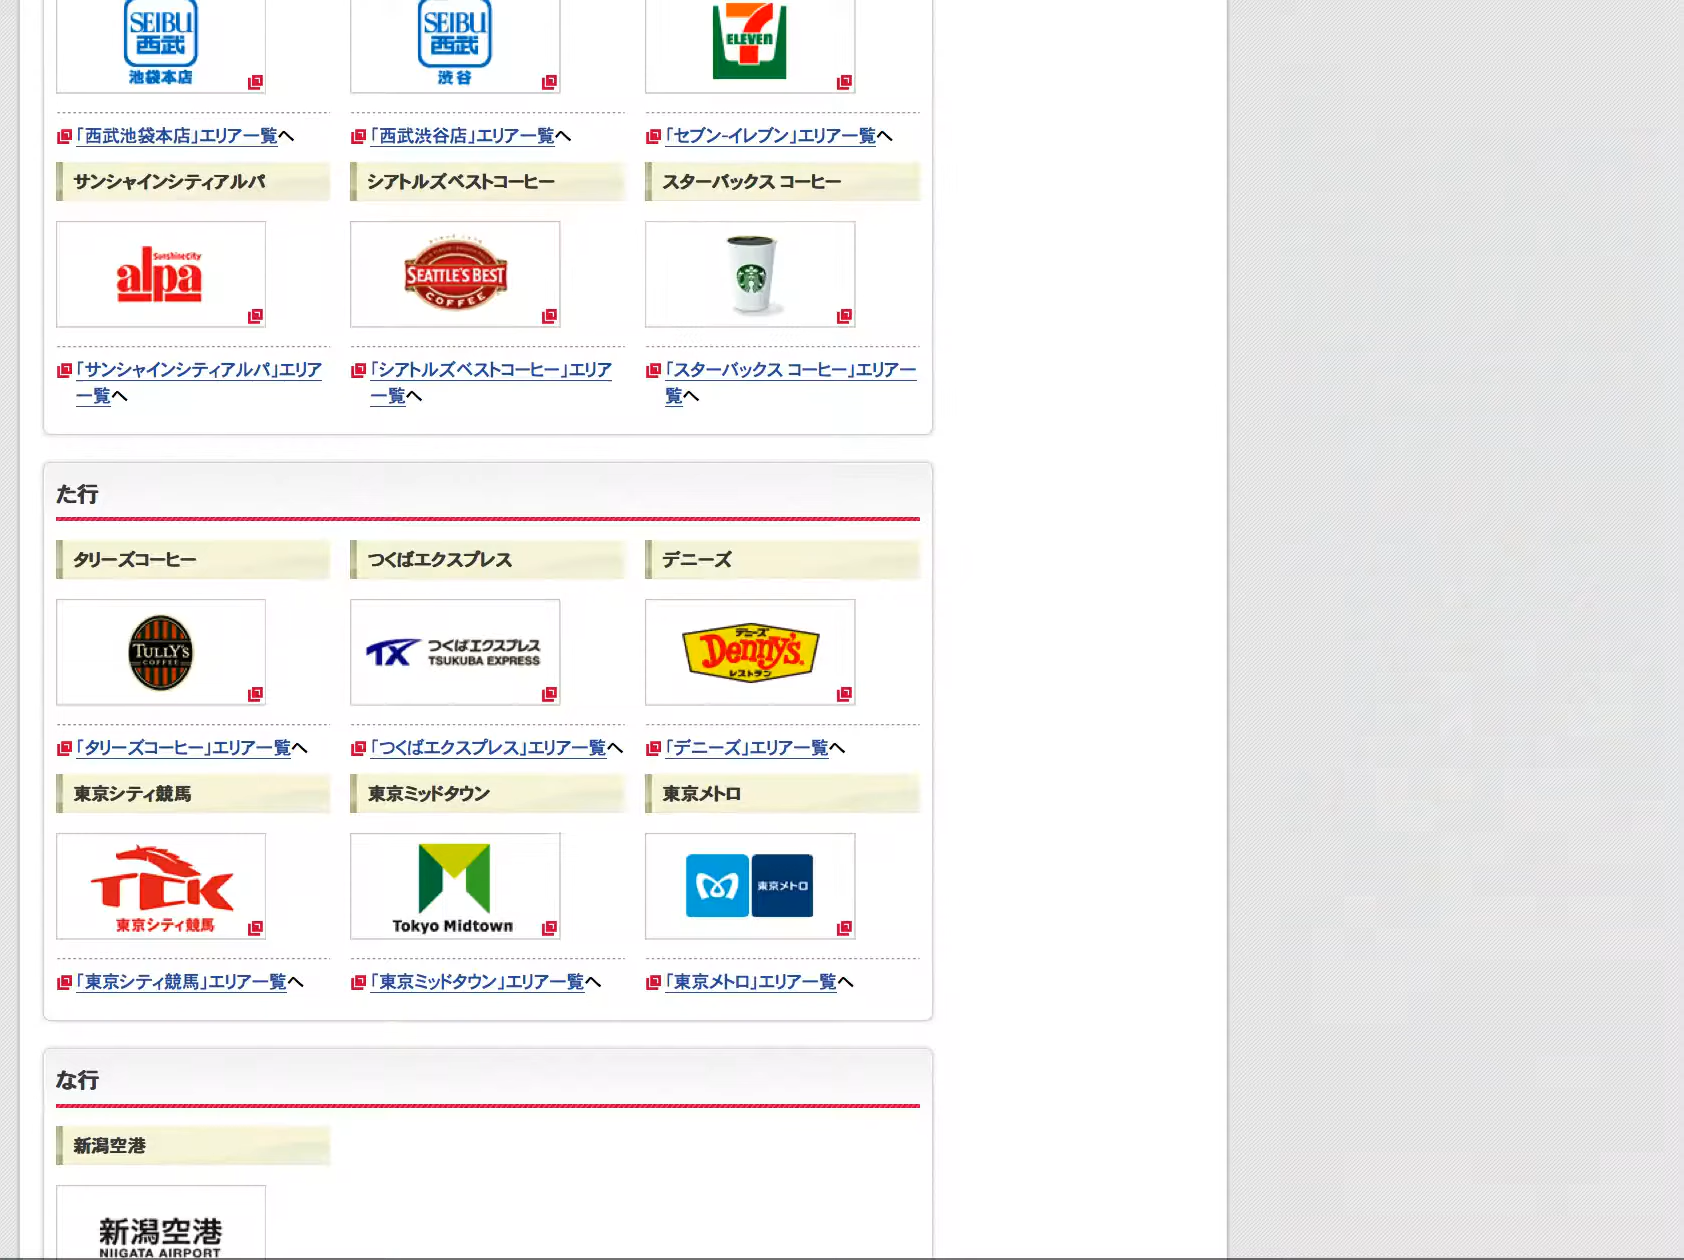 SEIBU
西武
池袋本店
SEIBU
西武
渋谷
7
ELEVEn
「西武池袋本店」エリア一覧へ
「西武渋谷店」エリア一覧へ
「セブン-イレブン」エリア一覧へ
サンシャインシティアルパ
シアトルズベストコーヒー
スターバックス コーヒー
SunshineCity
alpa
SEATTLE'S BEST
COFFEE
「サンシャインシティアルパ」エリア
一覧へ
「シアトルズベストコーヒー」エリア
一覧へ
「スターバックス コーヒー」エリア一
覧へ
た行
タリーズコーヒー
つくばエクスプレス
デニーズ
TULLY'S
COFFEE
TX
つくばエクスプレス
TSUKUBA EXPRESS
デニーズ
Denny's
レストラン
「タリーズコーヒー」エリア一覧へ
「つくばエクスプレス」エリア一覧へ
「デニーズ」エリア一覧へ
東京シティ競馬
東京ミッドタウン
東京メトロ
TCK
東京シティ競馬
Tokyo Midtown
東京メトロ
「東京シティ競馬」エリア一覧へ
「東京ミッドタウン」エリア一覧へ
「東京メトロ」エリア一覧へ
な行
新潟空港
新潟空港
NIIGATA AIRPORT